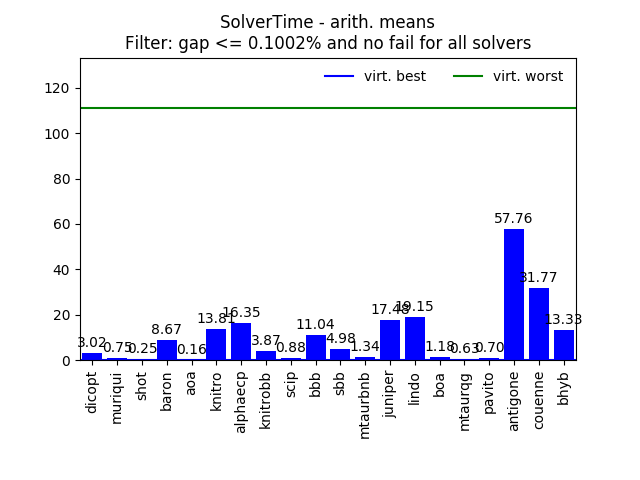 SolverTime - arith. means
Filter: gap <= 0.1002% and no fail for all solvers
virt. best
virt. worst
120
100
80
60
40
20
0
3.02
0.75
0.25
8.67
0.16
13.81
16.35
3.87
0.88
11.04
4.98
1.34
17.48
19.15
1.18
0.63
0.70
57.76
31.77
13.33
dicopt
muriqui
shot
baron
aoa
knitro
alphaecp
knitrobb
scip
bbb
sbb
mtaurbnb
juniper
lindo
boa
mtaurqg
pavito
antigone
couenne
bhyb